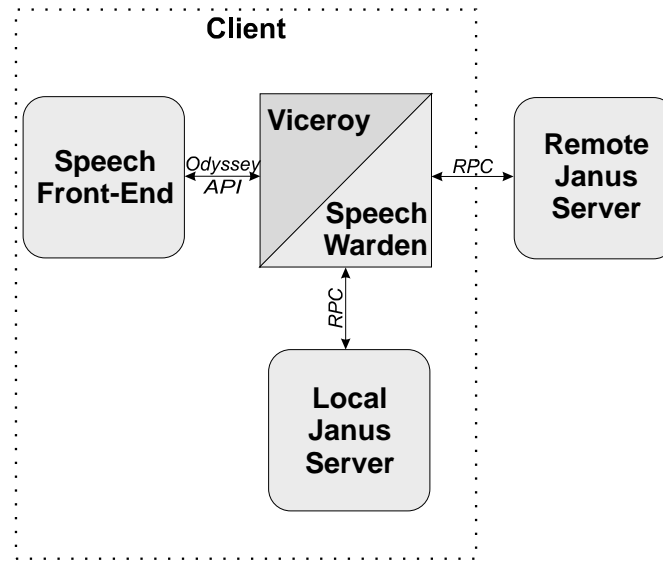 Client
Speech
Front-End
Odyssey
API
Viceroy
Speech
Warden
RPC
Remote
Janus
Server
RPC
Local
Janus
Server